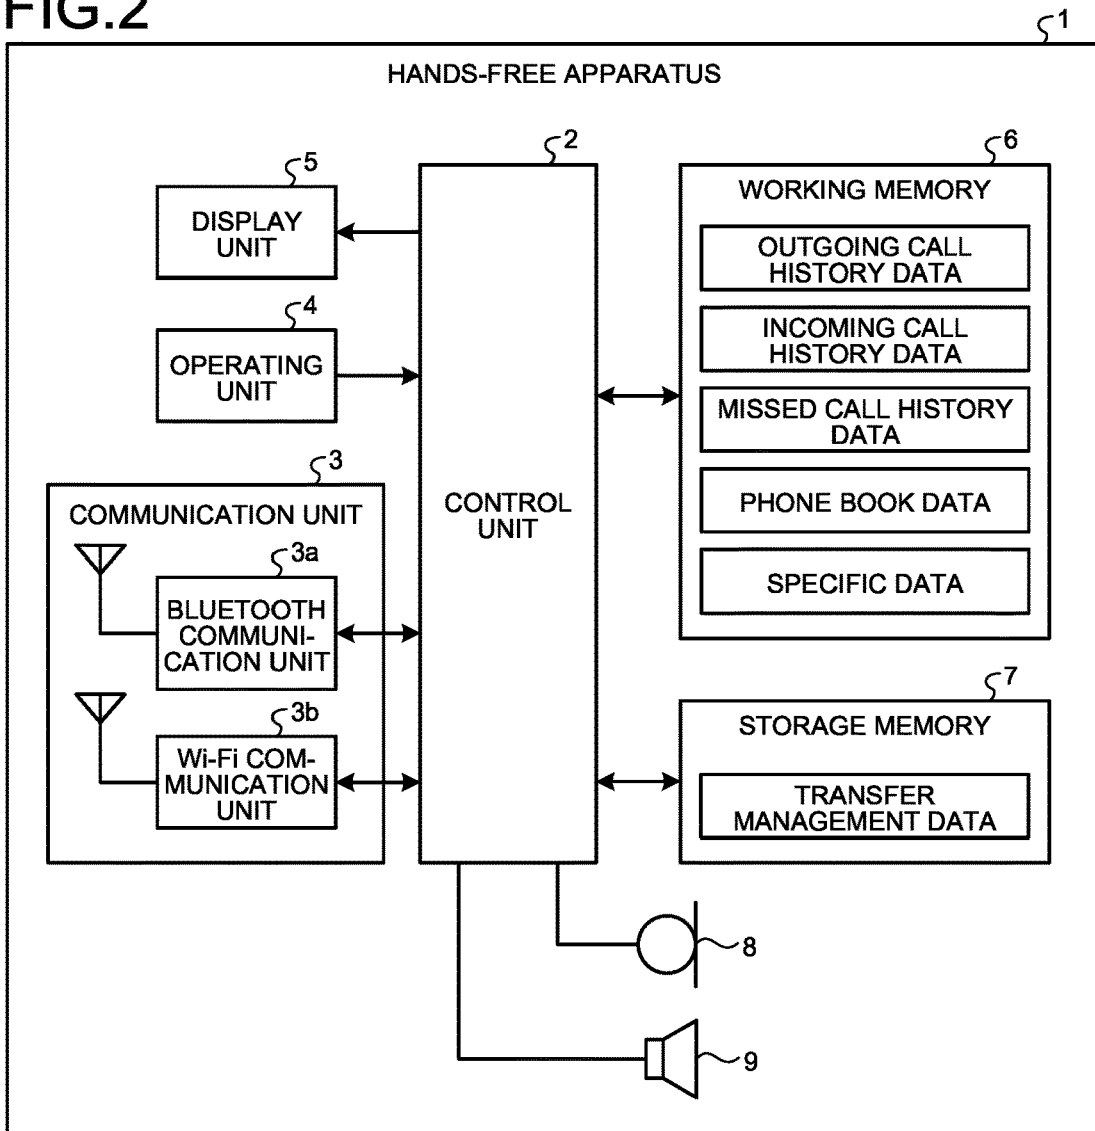 FIG.2
1
HANDS-FREE APPARATUS
5
DISPLAY
UNIT
4
OPERATING
UNIT
3
COMMUNICATION UNIT
3a
BLUETOOTH
COMMUNI-
CATION UNIT
3b
Wi-Fi COM-
MUNICATION
UNIT
2
CONTROL
UNIT
6
WORKING MEMORY
OUTGOING CALL
HISTORY DATA
INCOMING CALL
HISTORY DATA
MISSED CALL HISTORY
DATA
PHONE BOOK DATA
SPECIFIC DATA
7
STORAGE MEMORY
TRANSFER
MANAGEMENT DATA
8
9